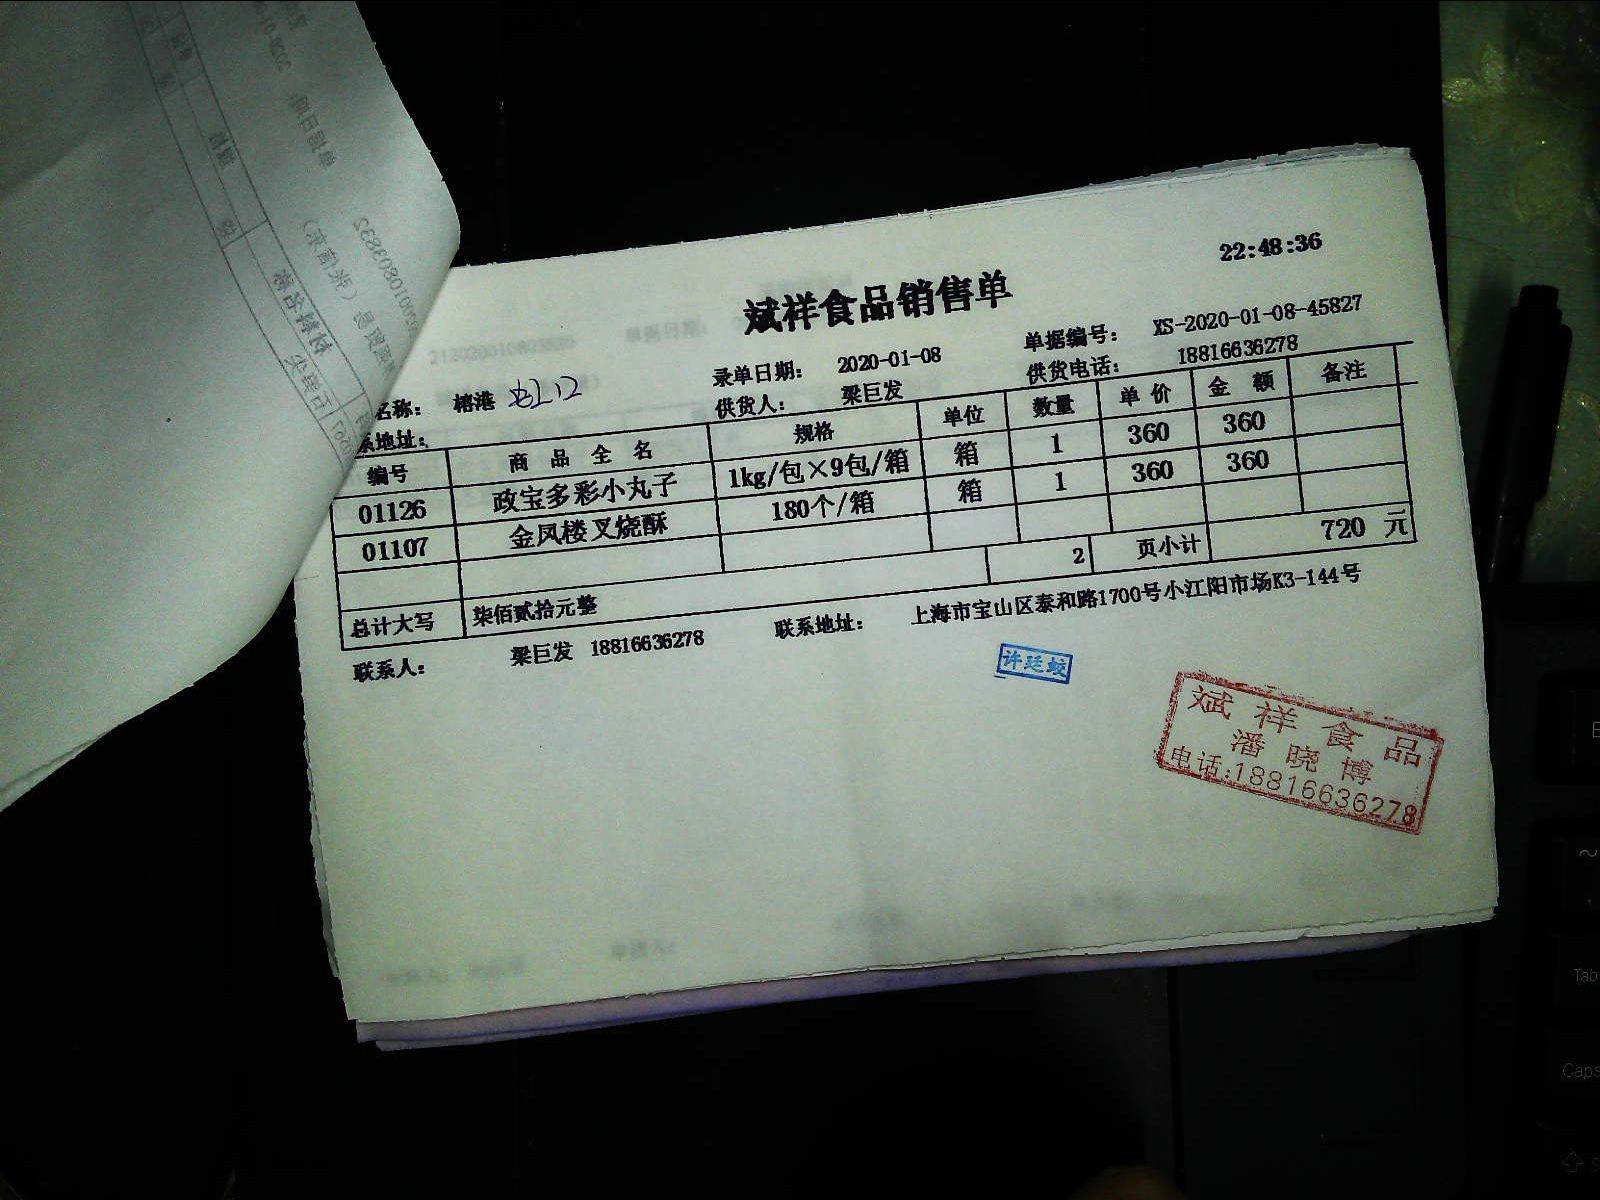 22:48:36
斌祥食品销售单
录单日期： 2020-01-08 单据编号： XS-2020-01-08-45827
名称： 榕港 供货人： 梁巨发 供货电话： 18816636278
系地址：
编号 商 品 全 名 规格 单位 数量 单 价 金 额 备注
01126 政宝多彩小丸子 1kg/包×9包/箱 箱 1 360 360
01107 金凤楼叉烧酥 180个/箱 箱 1 360 360
2 页小计 720 元
总计大写 柒佰贰拾元整
联系人： 梁巨发 18816636278 联系地址： 上海市宝山区泰和路1700号小江阳市场K3-144号
许廷蛟
斌祥食品
潘晓博
电话:18816636278
Tab
Caps